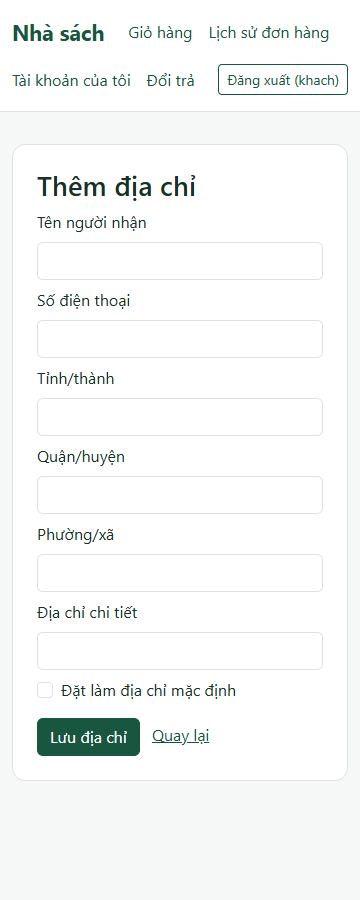 Nhà sách Giỏ hàng Lịch sử đơn hàng
Tài khoản của tôi Đổi trả Đăng xuất (khach)
Thêm địa chỉ
Tên người nhận
Số điện thoại
Tỉnh/thành
Quận/huyện
Phường/xã
Địa chỉ chi tiết
Đặt làm địa chỉ mặc định
Lưu địa chỉ Quay lại